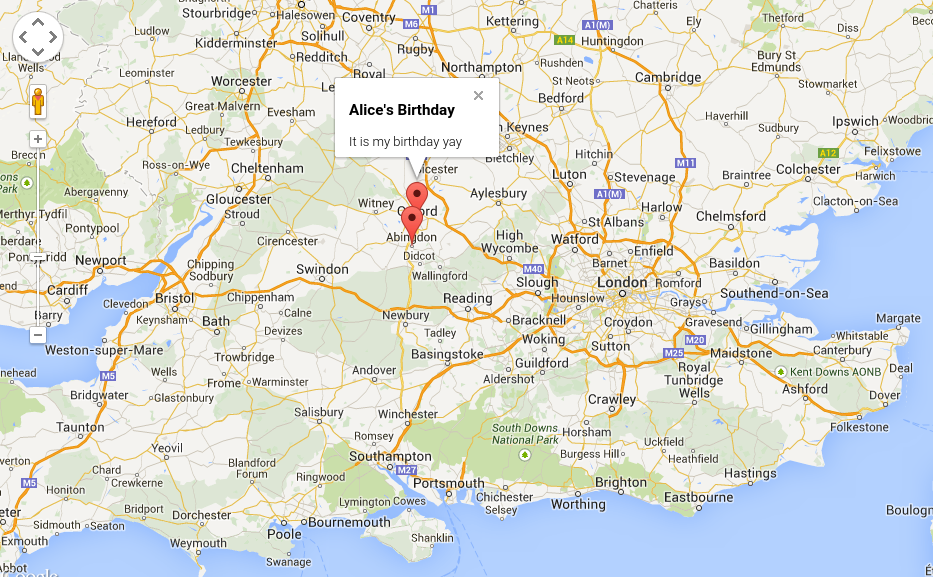 Chatteris
Stourbridge
Halesowen
Coventry
M1
Kettering
Ely
Thetford
Diss
M6
A1(M)
Ludlow
Kidderminster
Solihull
Rugby
A14
Huntingdon
Redditch
Rushden
Bury St
Edmunds
Wells
Leominster
Royal
Northampton
St Neots
Cambridge
Stowmarket
Worcester
Bedford
Great Malvern
Evesham
Alice's Birthday
Haverhill
Ipswich
Woodbridge
Hereford
Ledbury
Tewkesbury
It is my birthday yay
Keynes
Sudbury
Brecon
Ross-on-Wye
Cheltenham
Bletchley
Hitchin
M11
A12
Felixstowe
Luton
Stevenage
Braintree
Colchester
Harwich
Abergavenny
Gloucester
Witney
Aylesbury
A1(M)
Clacton-on-Sea
Merthyr Tydfil
Stroud
Oxford
Harlow
Chelmsford
Pontypool
St Albans
Aberdare
Cirencester
Abingdon
High
Wycombe
Watford
Enfield
Pontypridd
Newport
Chipping
Sodbury
Swindon
Didcot
Wallingford
M40
Barnet
Basildon
Slough
London
Romford
Cardiff
Clevedon
Bristol
Chippenham
Reading
Hounslow
Southend-on-Sea
Barry
Keynsham
Bath
Calne
Newbury
Bracknell
Croydon
Grays
Gravesend
Gillingham
Margate
Devizes
Tadley
Woking
Sutton
M20
Whitstable
Weston-super-Mare
Trowbridge
Basingstoke
Guildford
M25
Maidstone
Canterbury
M5
Wells
Frome
Warminster
Andover
Aldershot
Royal
Tunbridge
Wells
Kent Downs AONB
Deal
Bridgwater
Glastonbury
Crawley
Ashford
Dover
Taunton
Salisbury
Winchester
South Downs
National Park
Horsham
Folkestone
Yeovil
Romsey
Uckfield
Burgess Hill
Heathfield
Chard
Crewkerne
Blandford
Forum
Southampton
M27
Hastings
M5
Honiton
Ringwood
Portsmouth
Chichester
Brighton
Eastbourne
Bridport
Dorchester
Lymington
Cowes
Selsey
Worthing
Sidmouth
Seaton
Poole
Bournemouth
Exmouth
Weymouth
Shanklin
Swanage